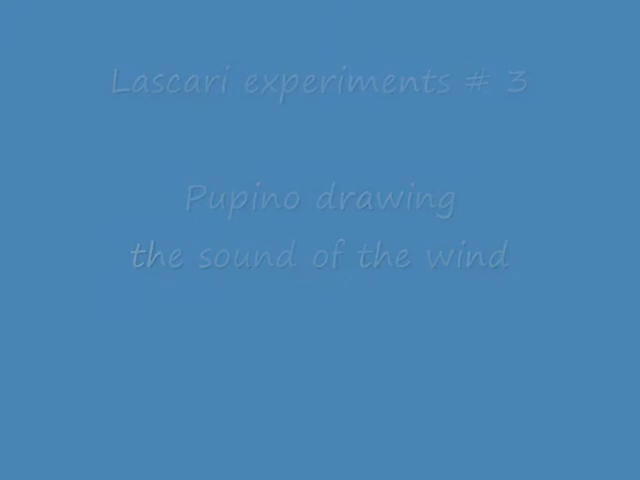 Lascari experiments # 3
Pupino drawing
the sound of the wind